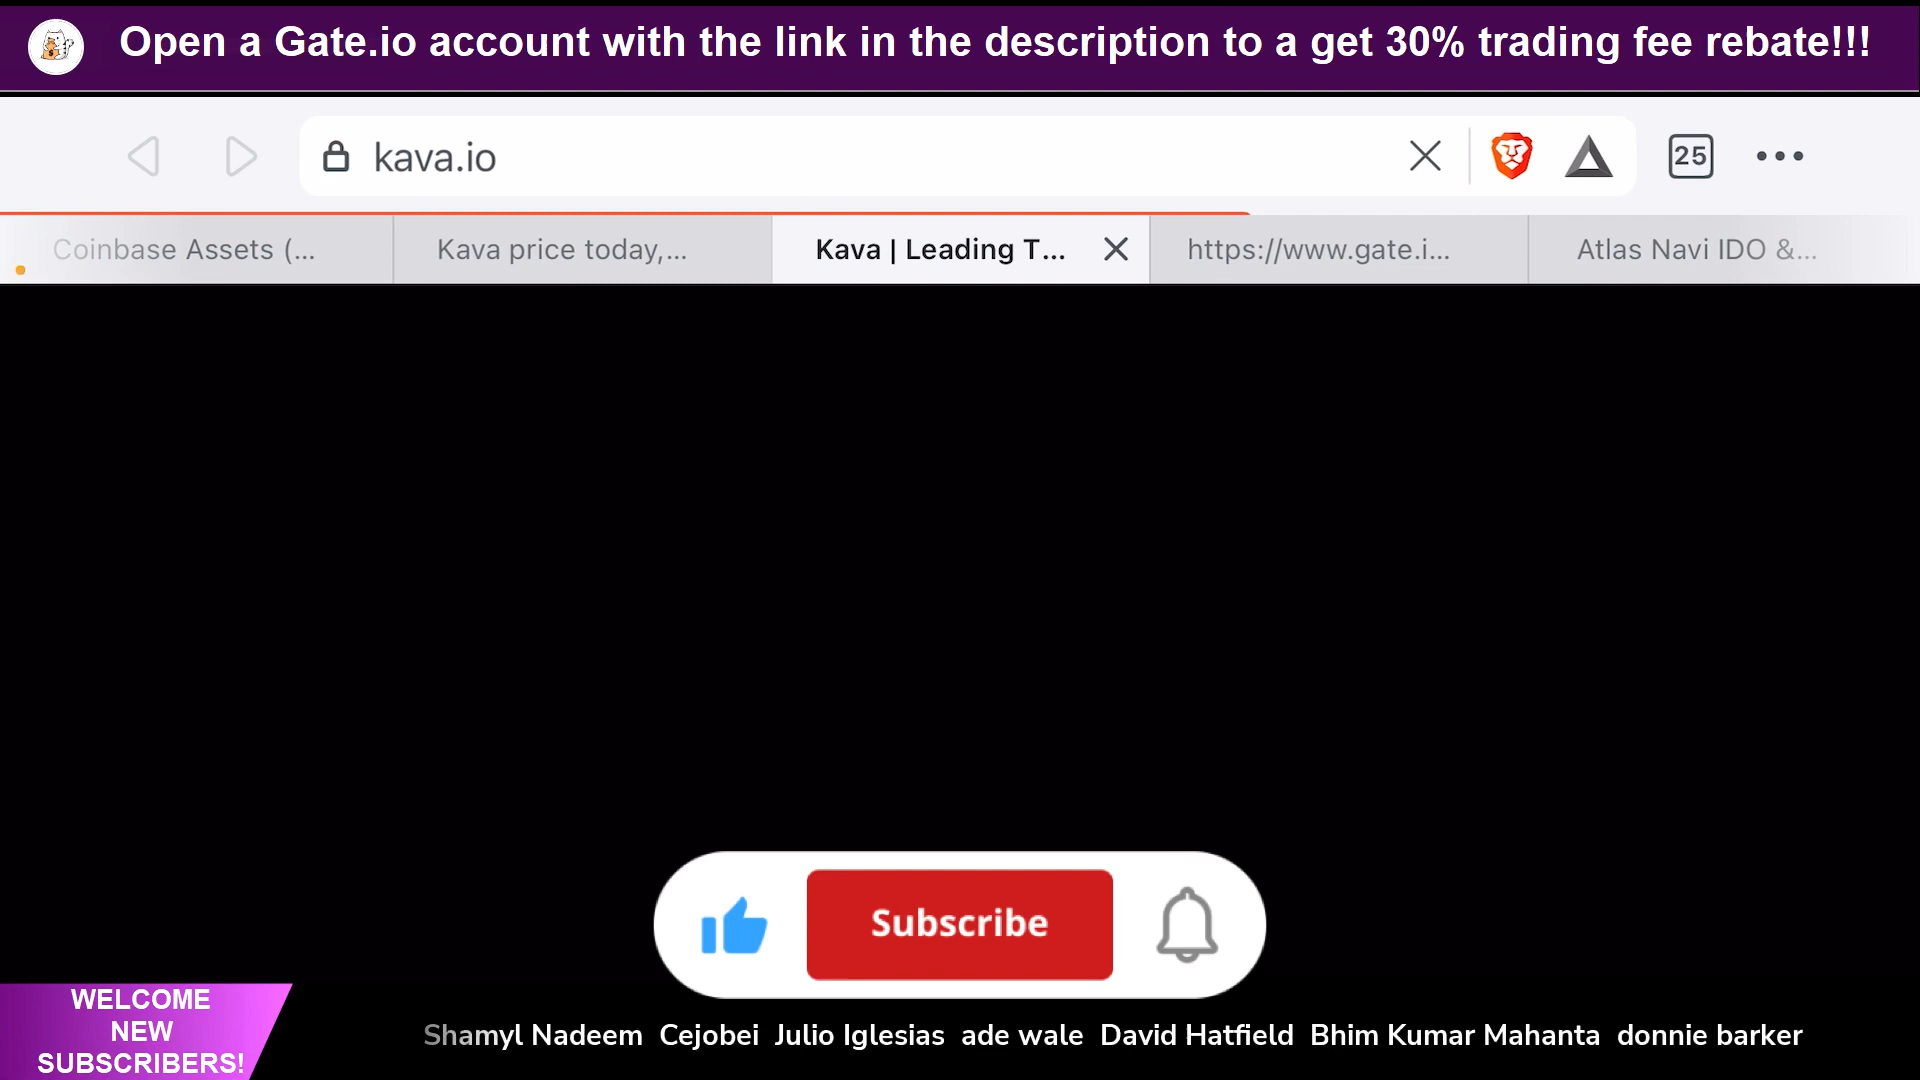 Open a Gate.io account with the link in the description to a get 30% trading fee rebate!!!
kava.io
25
Coinbase Assets (...
Kava price today,...
Kava | Leading T...
https://www.gate.i...
Atlas Navi IDO &...
Subscribe
WELCOME
NEW
SUBSCRIBERS!
Shamyl Nadeem Cejobei Julio Iglesias ade wale David Hatfield Bhim Kumar Mahanta donnie barker